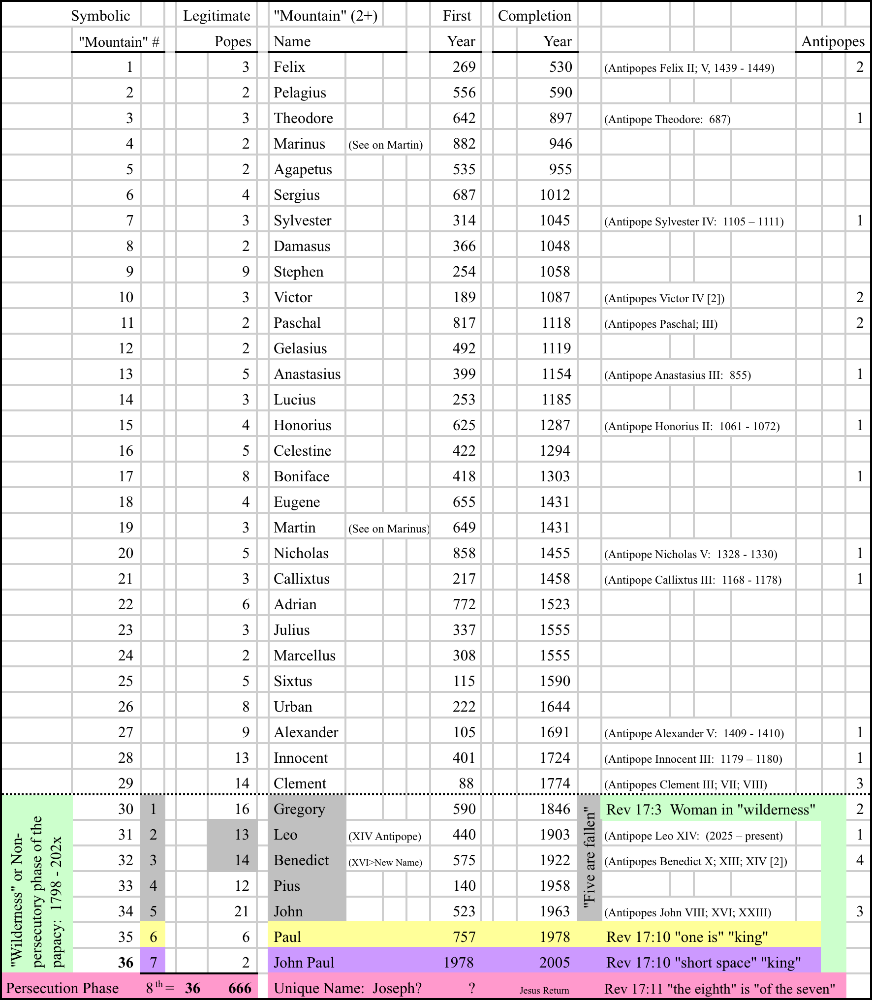 Symbolic Legitimate "Mountain" (2+) First Completion
"Mountain" # Popes Name Year Year Antipopes
1 3 Felix 269 530 (Antipopes Felix II; V, 1439 - 1449) 2
2 2 Pelagius 556 590
3 3 Theodore 642 897 (Antipope Theodore: 687) 1
4 2 Marinus (See on Martin) 882 946
5 2 Agapetus 535 955
6 4 Sergius 687 1012
7 3 Sylvester 314 1045 (Antipope Sylvester IV: 1105 – 1111) 1
8 2 Damasus 366 1048
9 9 Stephen 254 1058
10 3 Victor 189 1087 (Antipopes Victor IV [2]) 2
11 2 Paschal 817 1118 (Antipopes Paschal; III) 2
12 2 Gelasius 492 1119
13 5 Anastasius 399 1154 (Antipope Anastasius III: 855) 1
14 3 Lucius 253 1185
15 4 Honorius 625 1287 (Antipope Honorius II: 1061 - 1072) 1
16 5 Celestine 422 1294
17 8 Boniface 418 1303 1
18 4 Eugene 655 1431
19 3 Martin (See on Marinus) 649 1431
20 5 Nicholas 858 1455 (Antipope Nicholas V: 1328 - 1330) 1
21 3 Callixtus 217 1458 (Antipope Callixtus III: 1168 - 1178) 1
22 6 Adrian 772 1523
23 3 Julius 337 1555
24 2 Marcellus 308 1555
25 5 Sixtus 115 1590
26 8 Urban 222 1644
27 9 Alexander 105 1691 (Antipope Alexander V: 1409 - 1410) 1
28 13 Innocent 401 1724 (Antipope Innocent III: 1179 – 1180) 1
29 14 Clement 88 1774 (Antipopes Clement III; VII; VIII) 3
"Wilderness" or Non-
persecutory phase of the
papacy: 1798 - 202x
30 1 16 Gregory 590 1846 Rev 17:3 Woman in "wilderness" 2
"Five are fallen"
31 2 13 Leo (XIV Antipope) 440 1903 (Antipope Leo XIV: (2025 – present) 1
32 3 14 Benedict (XVI>New Name) 575 1922 (Antipopes Benedict X; XIII; XIV [2]) 4
33 4 12 Pius 140 1958
34 5 21 John 523 1963 (Antipopes John VIII; XVI; XXIII) 3
35 6 6 Paul 757 1978 Rev 17:10 "one is" "king"
36 7 2 John Paul 1978 2005 Rev 17:10 "short space" "king"
Persecution Phase 8th = 36 666 Unique Name: Joseph? ? Jesus Return Rev 17:11 "the eighth" is "of the seven"